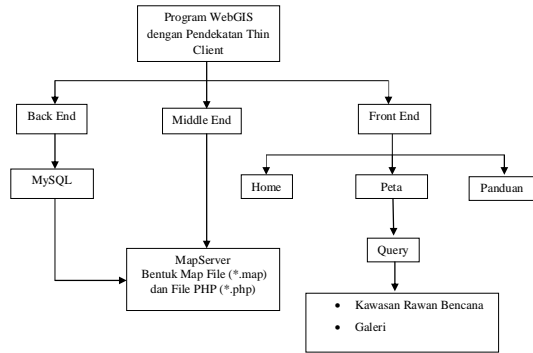 Program WebGIS
dengan Pendekatan Thin
Client
Back End
Middle End
Front End
MySQL
Home
Peta
Panduan
MapServer
Bentuk Map File (*.map)
dan File PHP (*.php)
Query
• Kawasan Rawan Bencana
• Galeri